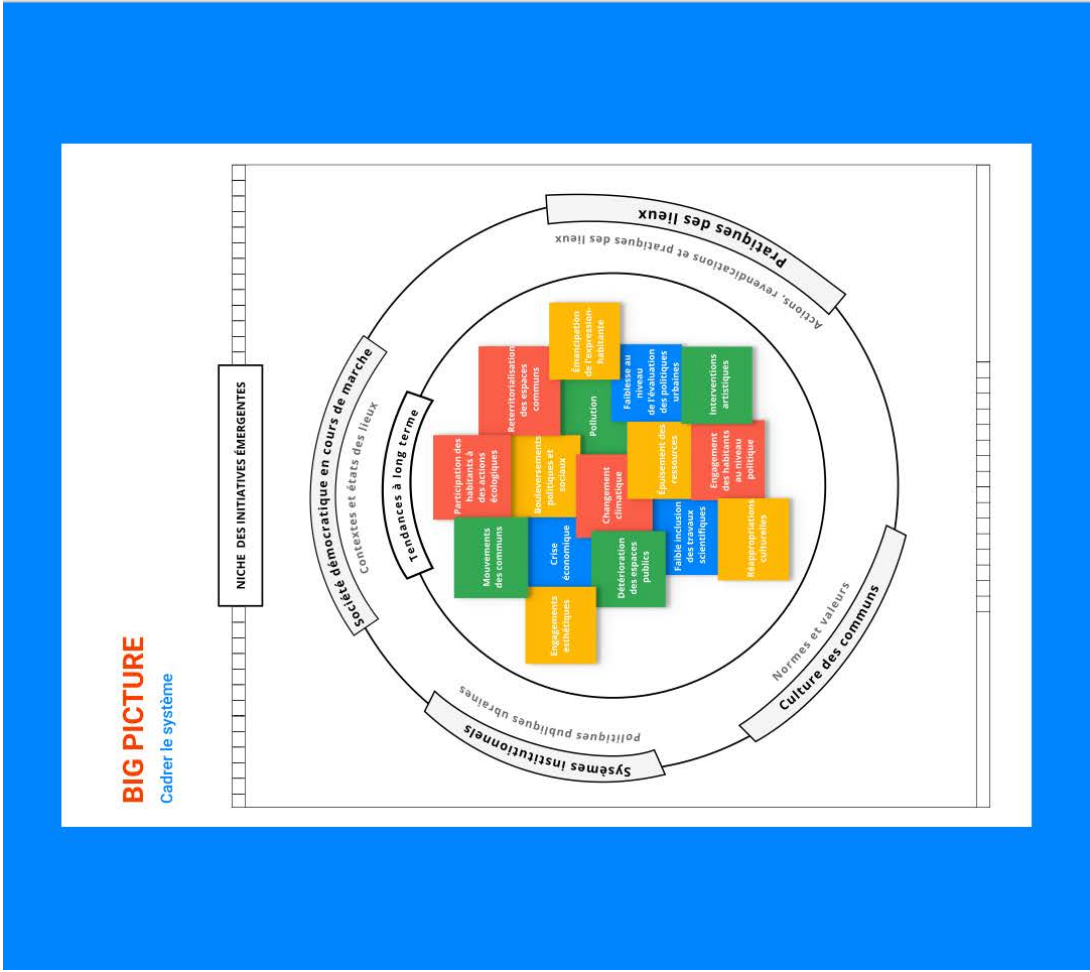 BIG PICTURE
Cadrer le système
NICHE DES INITIATIVES ÉMERGENTES
Société démocratique en cours de marche
Contextes et états des lieux
Tendances à long terme
Pratiques des lieux
Actions, revendications et pratiques des lieux
Systèmes institutionnels
Politiques publiques ubraines
Culture des communs
Normes et valeurs
Participation des
habitants à
des actions
écologiques
Reterritorialisation
des espaces
communs
Mouvements
des communs
Bouleversements
politiques et
sociaux
Émancipation
de l'expression-
habitante
Crise
économique
Pollution
Engagements
esthétiques
Changement
climatique
Faiblesse au
niveau
de l'évaluation
des politiques
urbaines
Détérioration
des espaces
publics
Épuisement des
ressources
Interventions
artistiques
Faible inclusion
des travaux
scientifiques
Engagement
des habitants
au niveau
politique
Réappropriations
culturelles